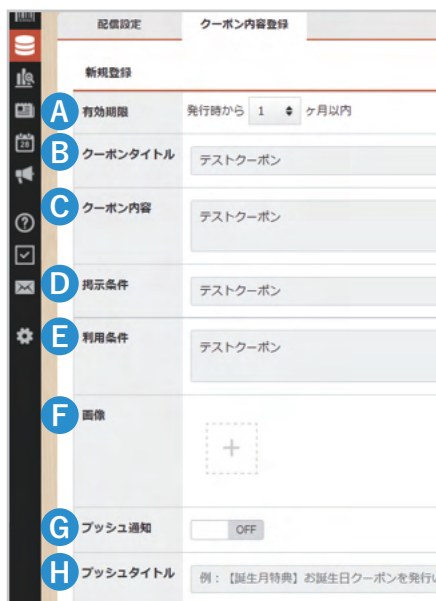 配信設定 クーポン内容登録
新規登録
A 有効期限 発行時から 1 ヶ月以内
B クーポンタイトル テストクーポン
C クーポン内容 テストクーポン
28
D 掲示条件 テストクーポン
E 利用条件 テストクーポン
F 画像
+
G プッシュ通知 OFF
H プッシュタイトル 例：【誕生月特典】お誕生日クーポンを発行い